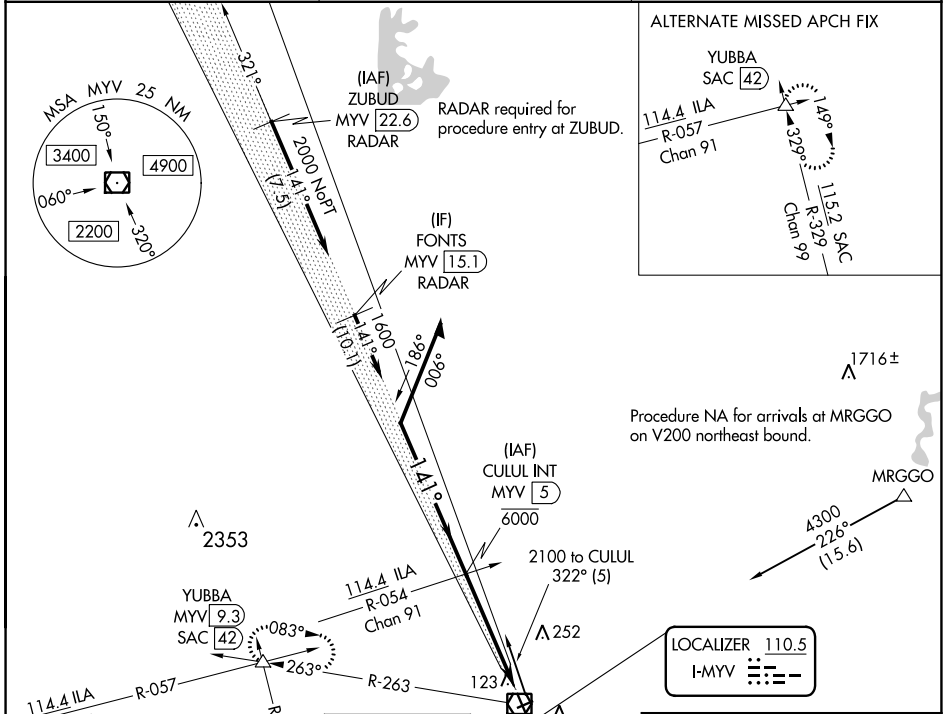 ALTERNATE MISSED APCH FIX
YUBBA
SAC 42
114.4 ILA
R-057
Chan 91
149°
329°
115.2 SAC
R-329
Chan 99
MSA MYV 25 NM
150°
3400
4900
060°
2200
320°
321°
(IAF)
ZUBUD
MYV 22.6
RADAR
RADAR required for
procedure entry at ZUBUD.
2000 NoPT
141°
(7.5)
(IF)
FONTS
MYV 15.1
RADAR
1600
141°
(10.1)
186°
006°
1716±
Procedure NA for arrivals at MRGGO
on V200 northeast bound.
MRGGO
4300
226°
(15.6)
(IAF)
CULUL INT
MYV 5
6000
141°
2353
2100 to CULUL
322° (5)
114.4 ILA
R-054
Chan 91
YUBBA
MYV 9.3
SAC 42
083°
263°
252
LOCALIZER 110.5
I-MYV
R-263
123
114.4 ILA
R-057
R